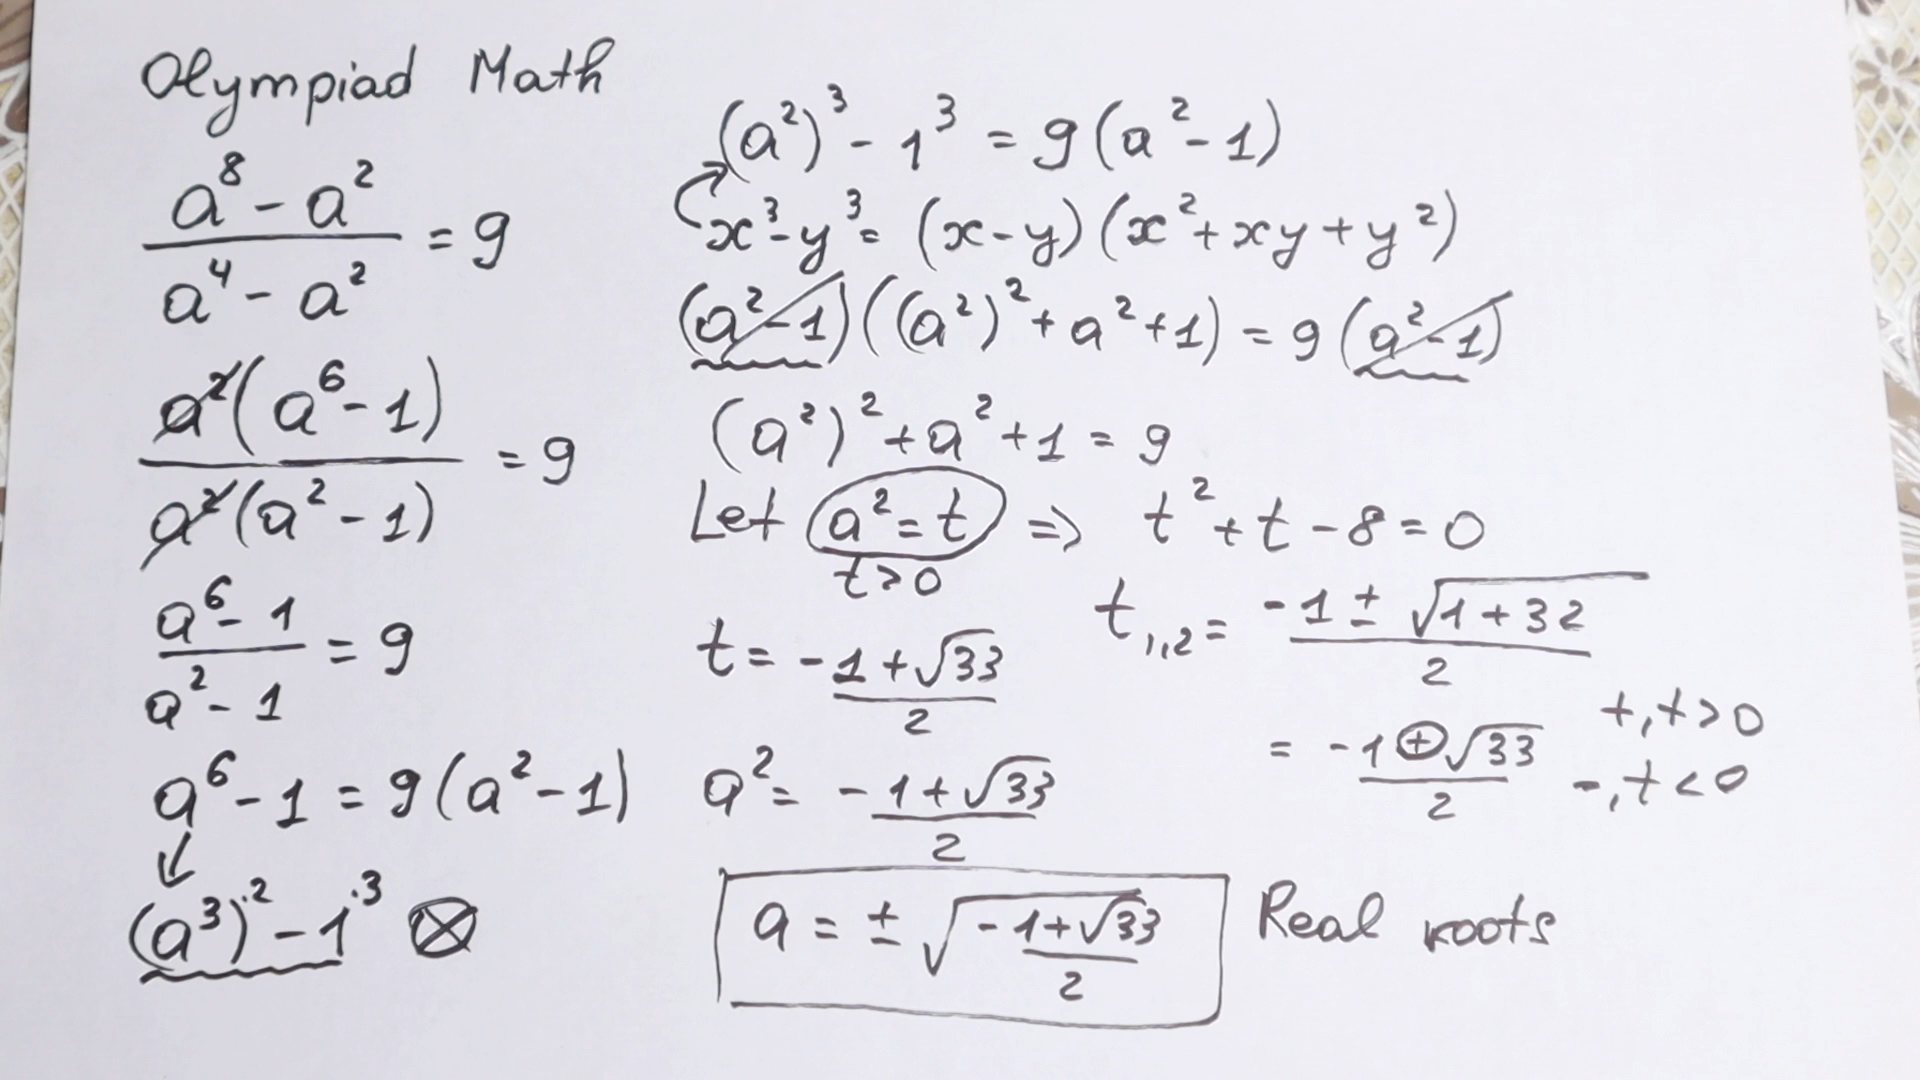 Olympiad Math
a⁸ - a² / a⁴ - a² = 9
a²(a⁶ - 1) / a²(a² - 1) = 9
a⁶ - 1 / a² - 1 = 9
a⁶ - 1 = 9(a² - 1)
↙
(a³)² - 1³ ⊗
(a²)³ - 1³ = 9(a² - 1)
x³ - y³ = (x - y)(x² + xy + y²)
(a² - 1)((a²)² + a² + 1) = 9(a² - 1)
(a²)² + a² + 1 = 9
Let a² = t ⇒ t² + t - 8 = 0
t > 0
t₁,₂ = -1 ± √1 + 32 / 2
= -1 ⊕ √33 / 2
+, t > 0
-, t < 0
t = -1 + √33 / 2
a² = -1 + √33 / 2
a = ± √(-1 + √33 / 2) Real roots